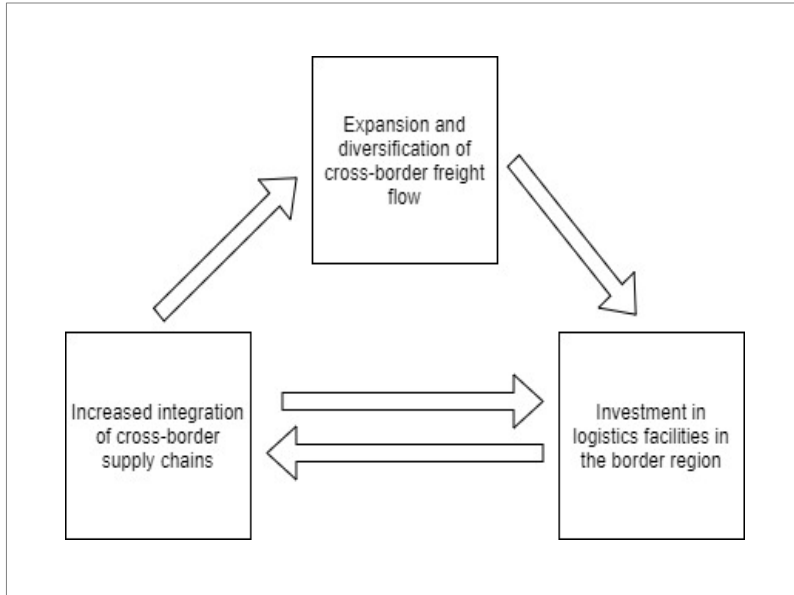 Expansion and
diversification of
cross-border freight
flow
Increased integration
of cross-border
supply chains
Investment in
logistics facilities in
the border region